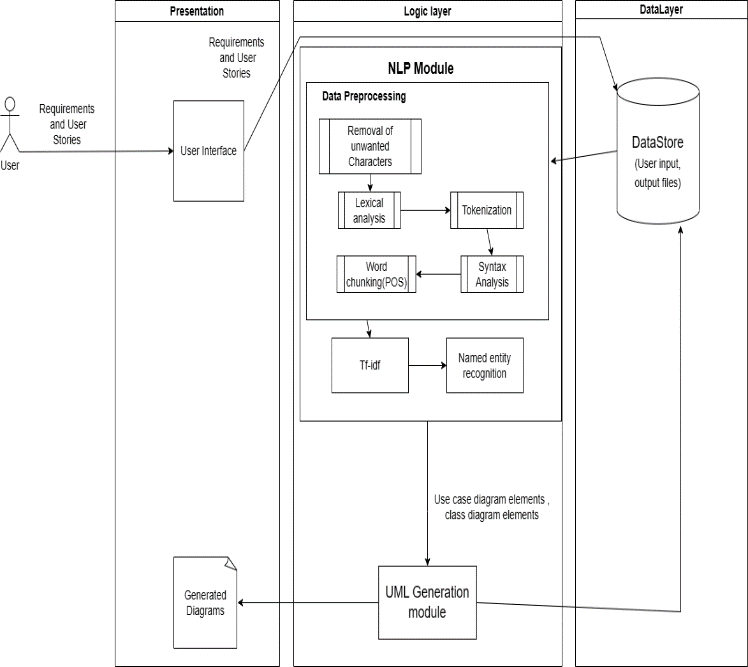 Presentation
Logic layer
DataLayer
Requirements
and User
Stories
User
Requirements
and User
Stories
User Interface
NLP Module
Data Preprocessing
Removal of
unwanted
Characters
Lexical
analysis
Tokenization
Word
chunking(POS)
Syntax
Analysis
Tf-idf
Named entity
recognition
DataStore
(User input,
output files)
Use case diagram elements ,
class diagram elements
UML Generation
module
Generated
Diagrams